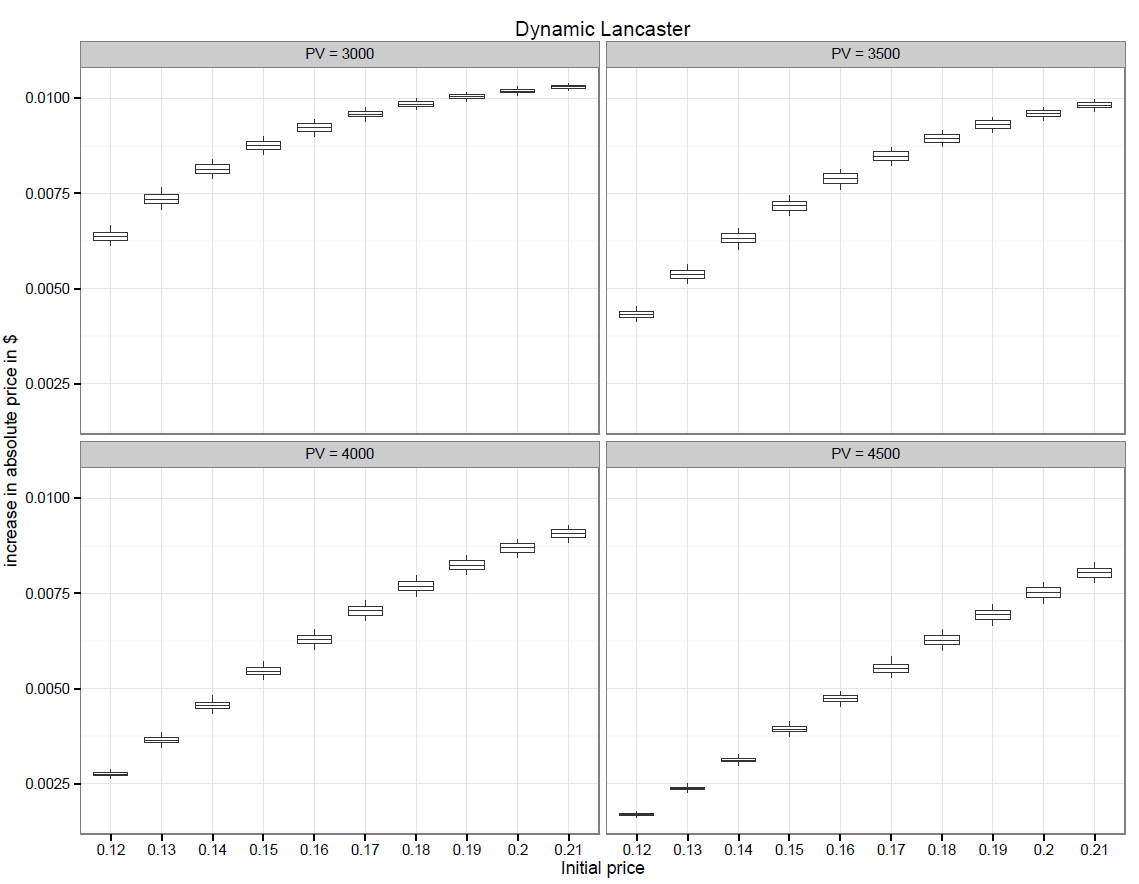 Dynamic Lancaster
PV = 3000
PV = 3500
0.0100
0.0075
0.0050
0.0025
PV = 4000
PV = 4500
0.0100
0.0075
0.0050
0.0025
increase in absolute price in $
0.12 0.13 0.14 0.15 0.16 0.17 0.18 0.19 0.2 0.21
0.12 0.13 0.14 0.15 0.16 0.17 0.18 0.19 0.2 0.21
Initial price